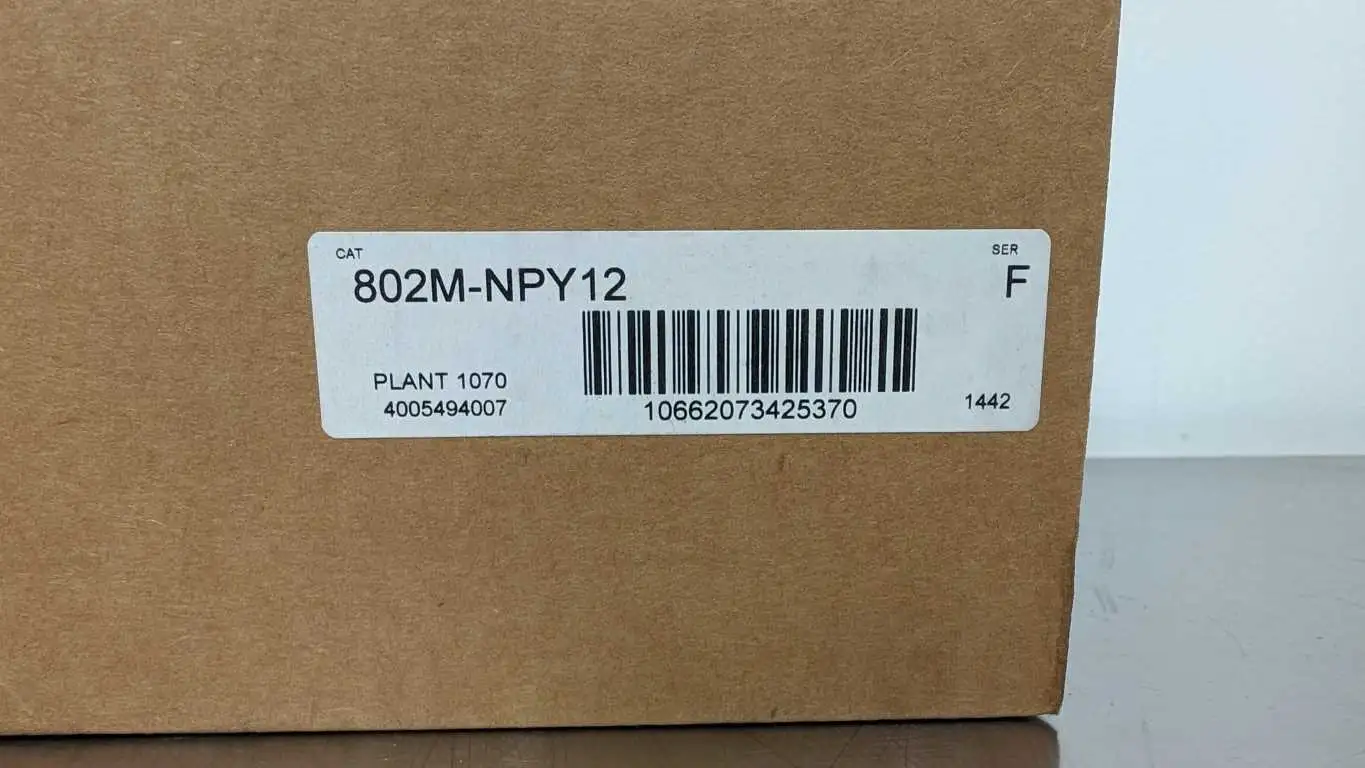 CAT
SER
802M-NPY12
F
PLANT 1070
4005494007
10662073425370
1442